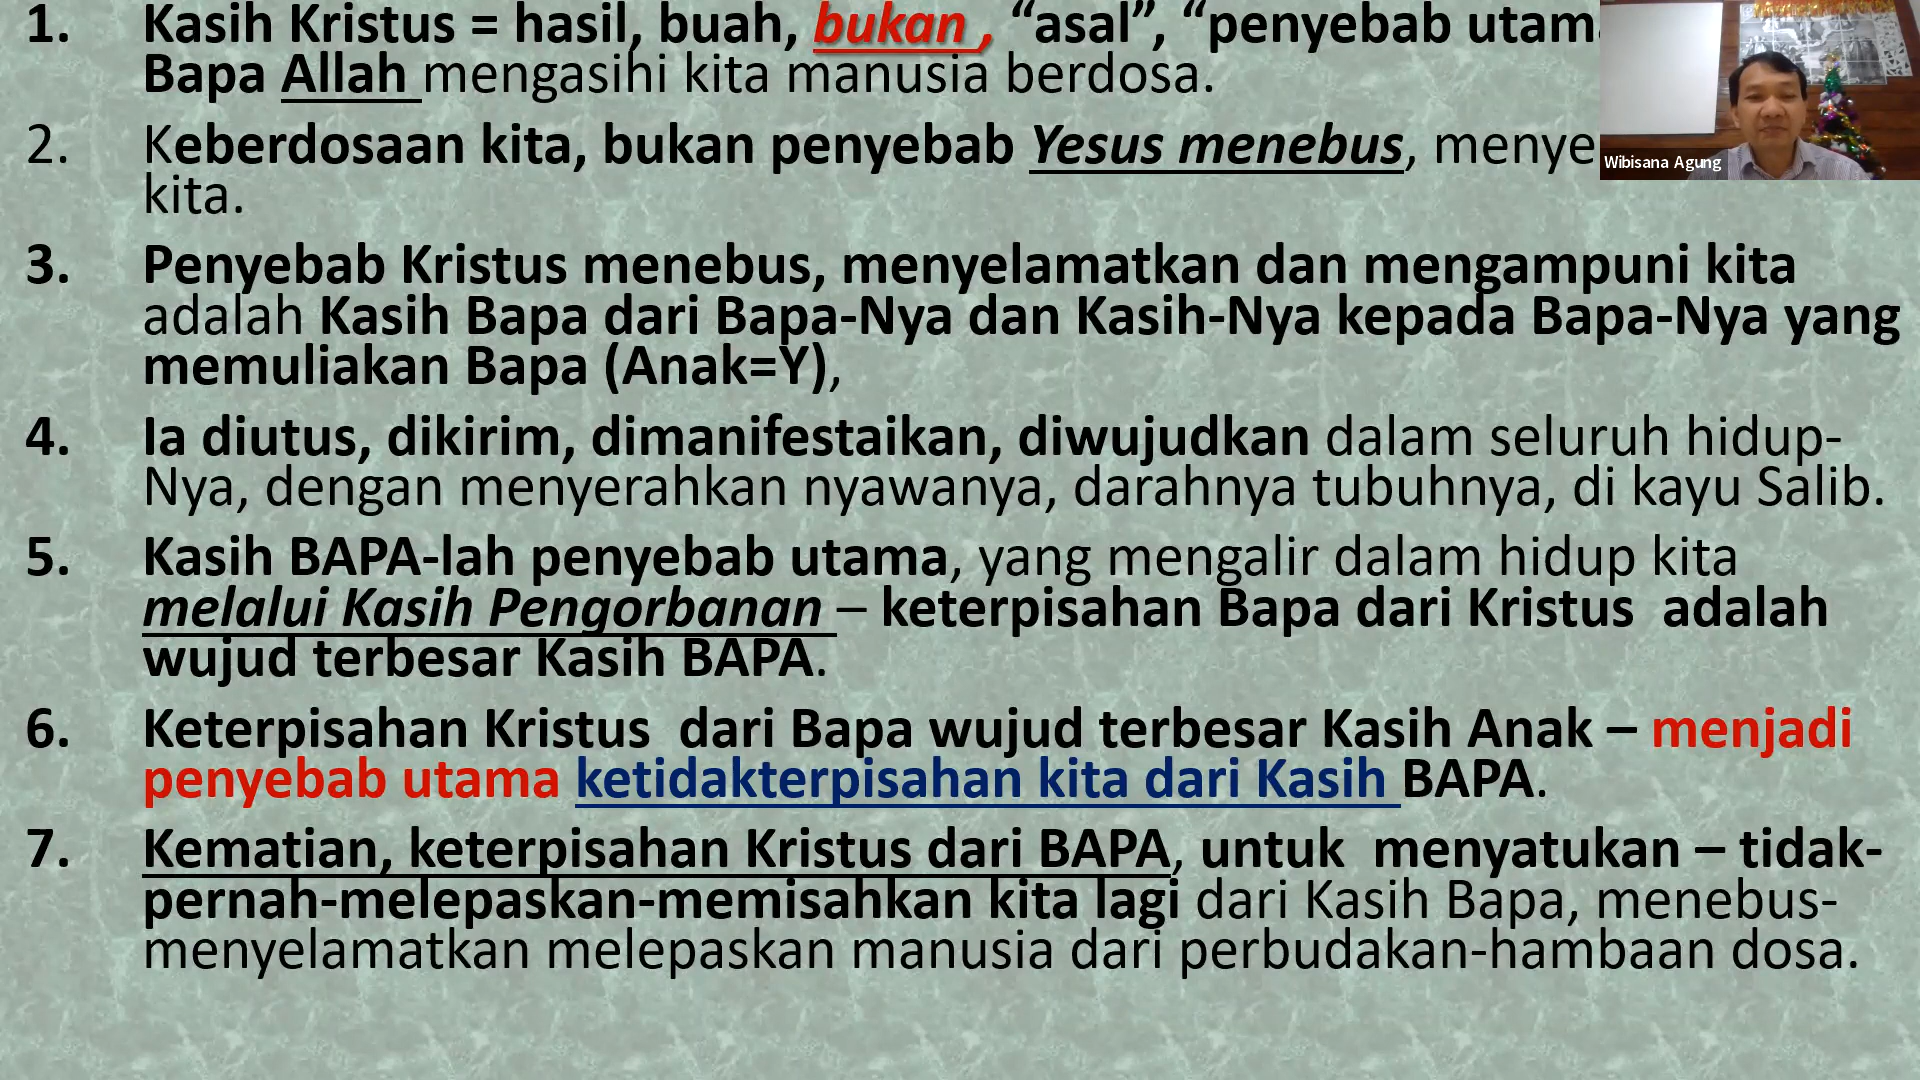 1. Kasih Kristus = hasil, buah, bukan , “asal”, “penyebab utam
Bapa Allah mengasihi kita manusia berdosa.
2. Keberdosaan kita, bukan penyebab Yesus menebus, menye
kita.
3. Penyebab Kristus menebus, menyelamatkan dan mengampuni kita
adalah Kasih Bapa dari Bapa-Nya dan Kasih-Nya kepada Bapa-Nya yang
memuliakan Bapa (Anak=Y),
4. Ia diutus, dikirim, dimanifestaikan, diwujudkan dalam seluruh hidup-
Nya, dengan menyerahkan nyawanya, darahnya tubuhnya, di kayu Salib.
5. Kasih BAPA-lah penyebab utama, yang mengalir dalam hidup kita
melalui Kasih Pengorbanan – keterpisahan Bapa dari Kristus adalah
wujud terbesar Kasih BAPA.
6. Keterpisahan Kristus dari Bapa wujud terbesar Kasih Anak – menjadi
penyebab utama ketidakterpisahan kita dari Kasih BAPA.
7. Kematian, keterpisahan Kristus dari BAPA, untuk menyatukan – tidak-
pernah-melepaskan-memisahkan kita lagi dari Kasih Bapa, menebus-
menyelamatkan melepaskan manusia dari perbudakan-hambaan dosa.
Wibisana Agung